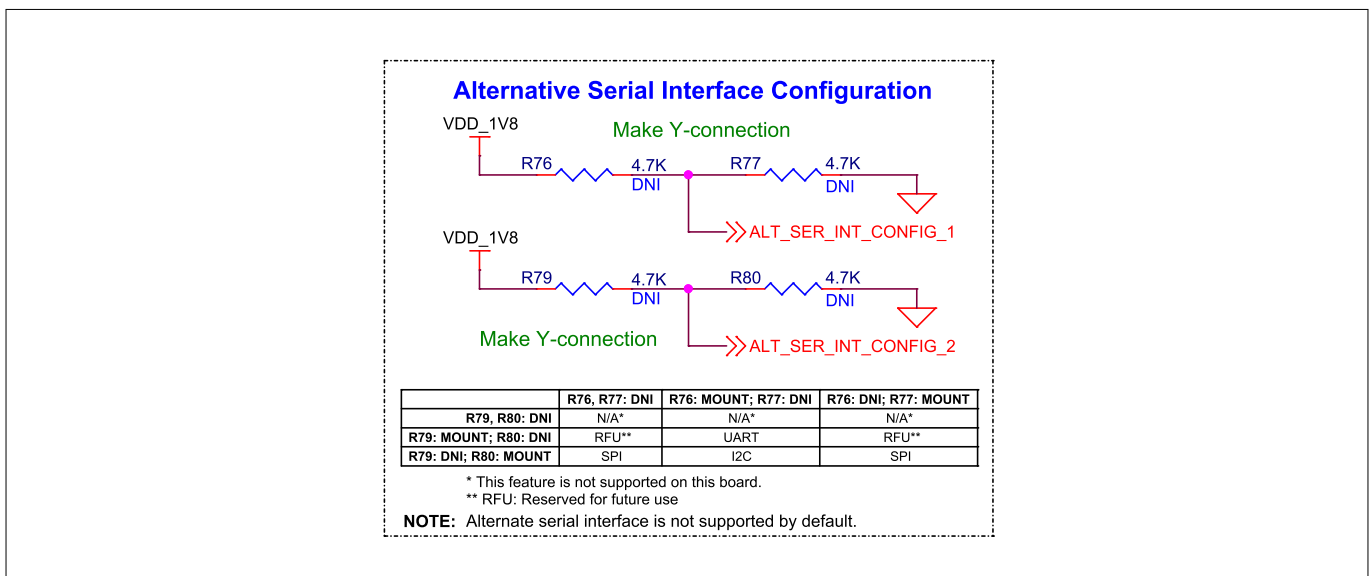 Alternative Serial Interface Configuration
VDD_1V8
Make Y-connection
R76 4.7K R77 4.7K
DNI DNI
ALT_SER_INT_CONFIG_1
VDD_1V8
R79 4.7K R80 4.7K
DNI DNI
Make Y-connection
ALT_SER_INT_CONFIG_2
R76, R77: DNI R76: MOUNT; R77: DNI R76: DNI; R77: MOUNT
R79, R80: DNI N/A* N/A* N/A*
R79: MOUNT; R80: DNI RFU** UART RFU**
R79: DNI; R80: MOUNT SPI I2C SPI
* This feature is not supported on this board.
** RFU: Reserved for future use
NOTE: Alternate serial interface is not supported by default.